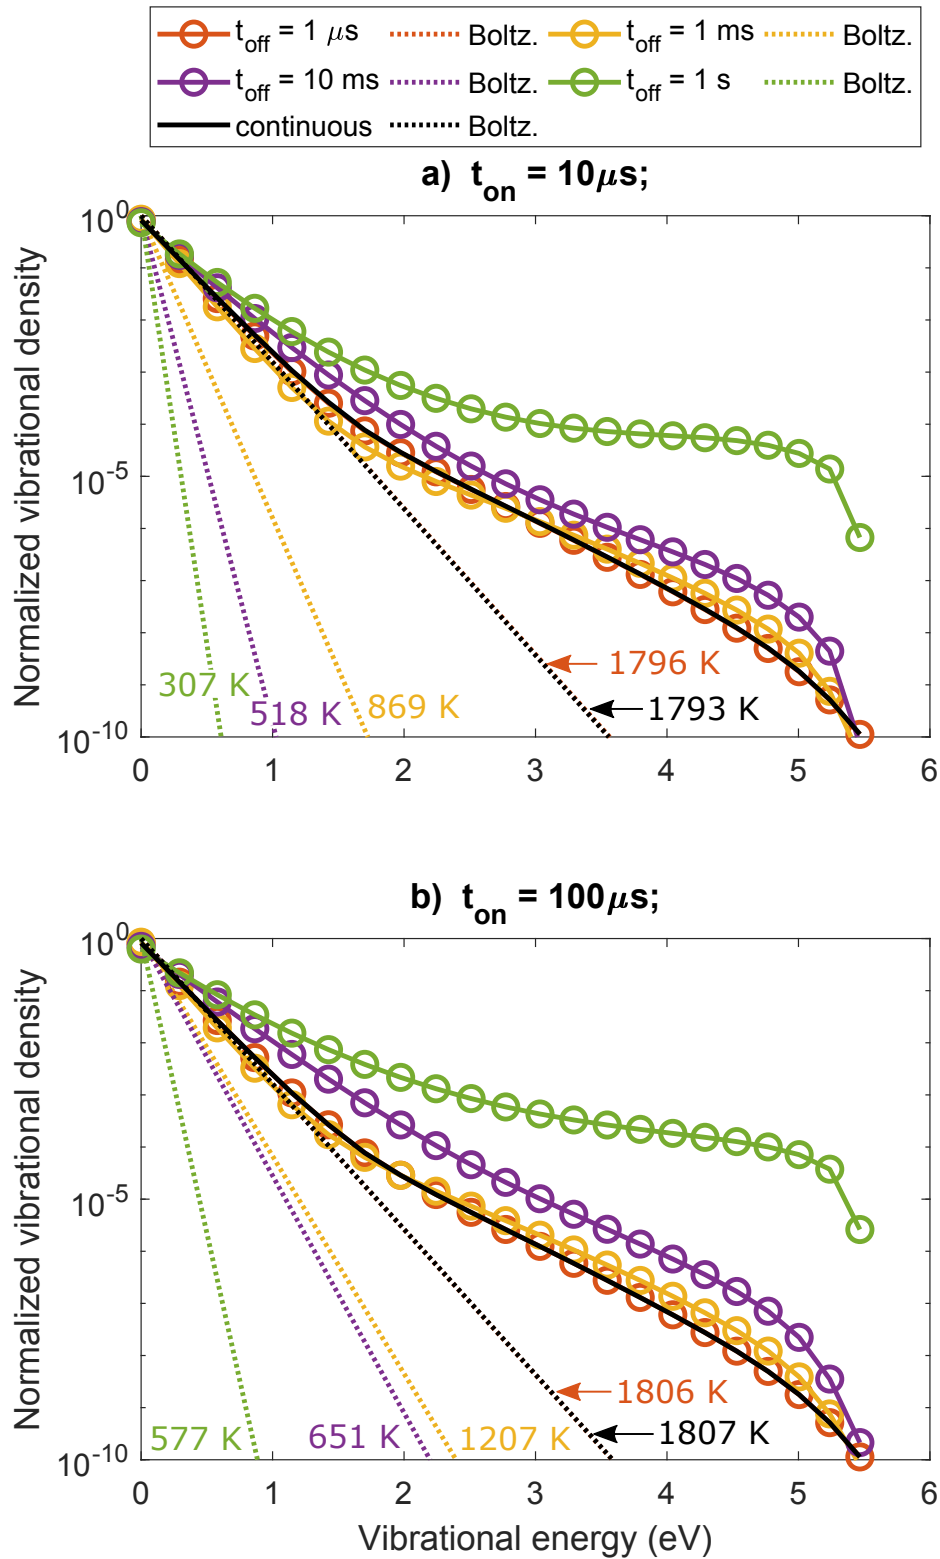 t_off = 1 μs Boltz. t_off = 1 ms Boltz.
t_off = 10 ms Boltz. t_off = 1 s Boltz.
continuous Boltz.
a) t_on = 10μs;
Normalized vibrational density
10^0
10^-5
10^-10
307 K
518 K
869 K
1796 K
1793 K
0 1 2 3 4 5 6
b) t_on = 100μs;
Normalized vibrational density
10^0
10^-5
10^-10
577 K
651 K
1207 K
1806 K
1807 K
0 1 2 3 4 5 6
Vibrational energy (eV)